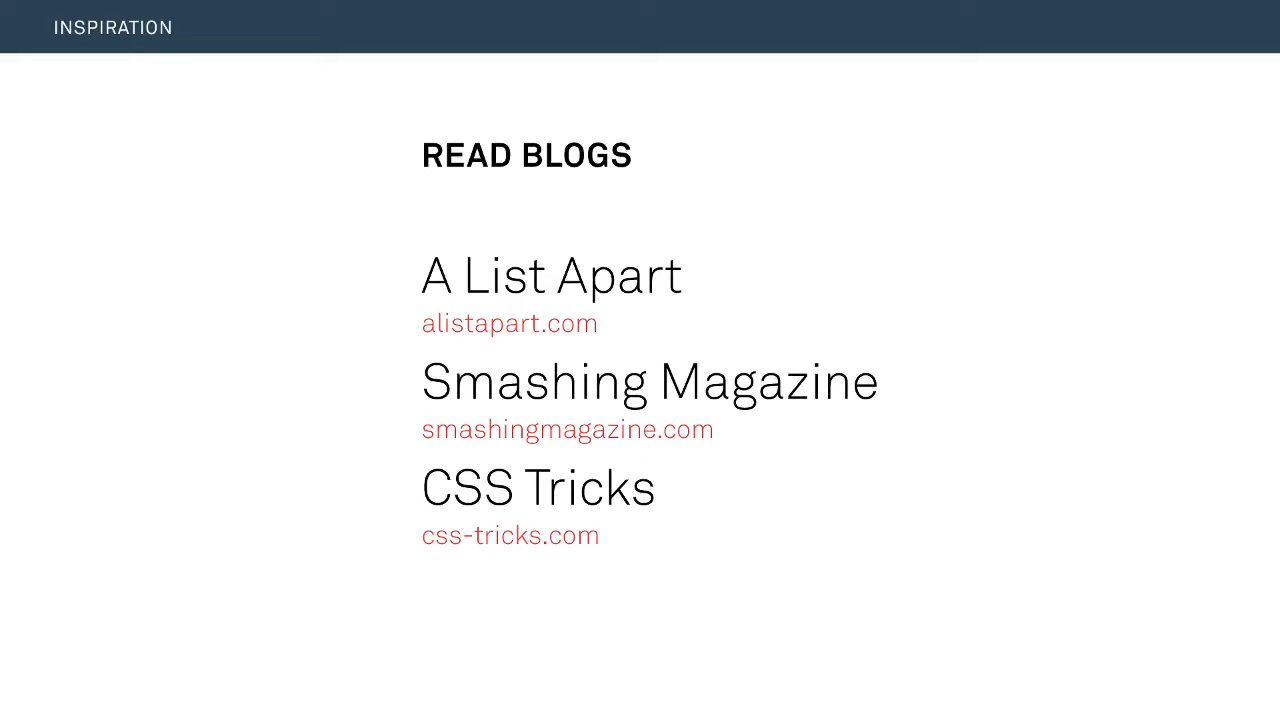 INSPIRATION
READ BLOGS
A List Apart
alistapart.com
Smashing Magazine
smashingmagazine.com
CSS Tricks
css-tricks.com